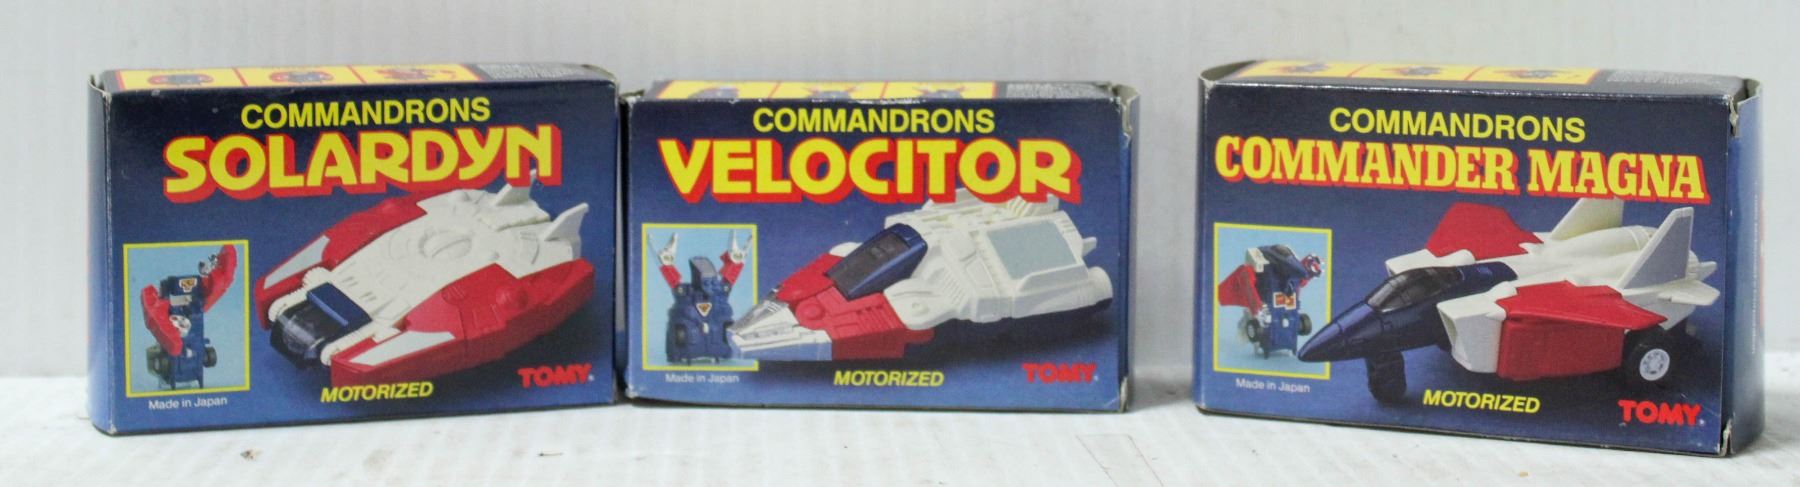 COMMANDRONS
SOLARDYN
Made in Japan
MOTORIZED
TOMY
COMMANDRONS
VELOCITOR
Made in Japan
MOTORIZED
TOMY
COMMANDRONS
COMMANDER MAGNA
Made in Japan
MOTORIZED
TOMY